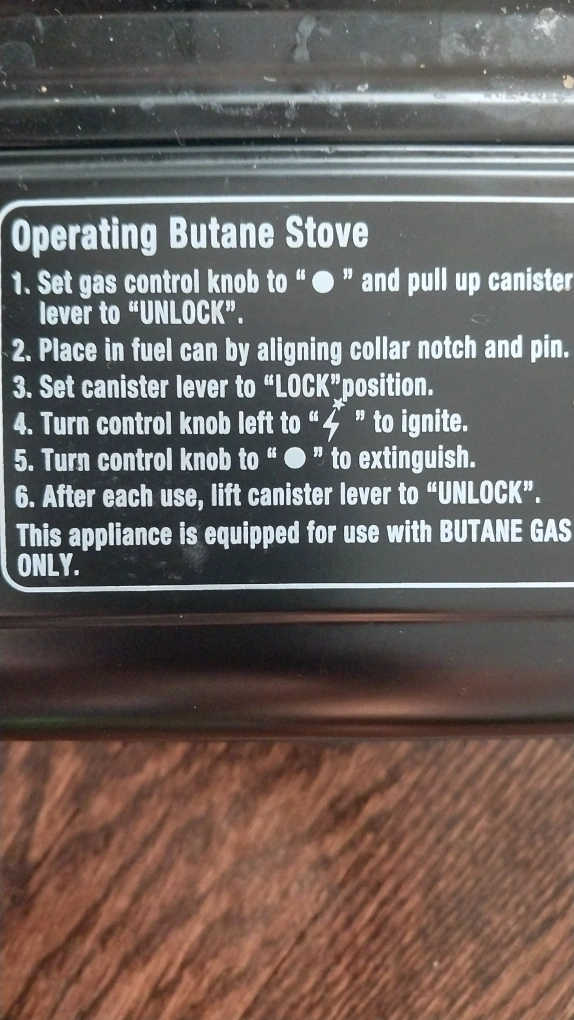 Operating Butane Stove
1. Set gas control knob to “ ● ” and pull up canister
lever to “UNLOCK”.
2. Place in fuel can by aligning collar notch and pin.
3. Set canister lever to “LOCK”position.
4. Turn control knob left to “ ” to ignite.
5. Turn control knob to “ ● ” to extinguish.
6. After each use, lift canister lever to “UNLOCK”.
This appliance is equipped for use with BUTANE GAS
ONLY.